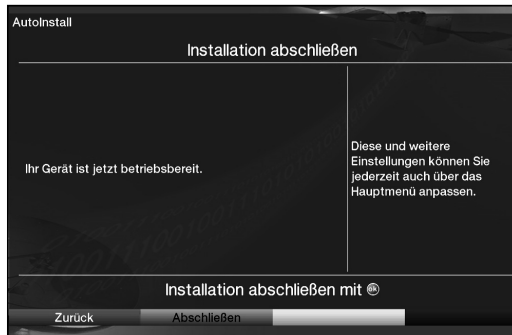 AutoInstall
Installation abschließen
Ihr Gerät ist jetzt betriebsbereit.
Diese und weitere
Einstellungen können Sie
jederzeit auch über das
Hauptmenü anpassen.
Installation abschließen mit ok
Zurück
Abschließen